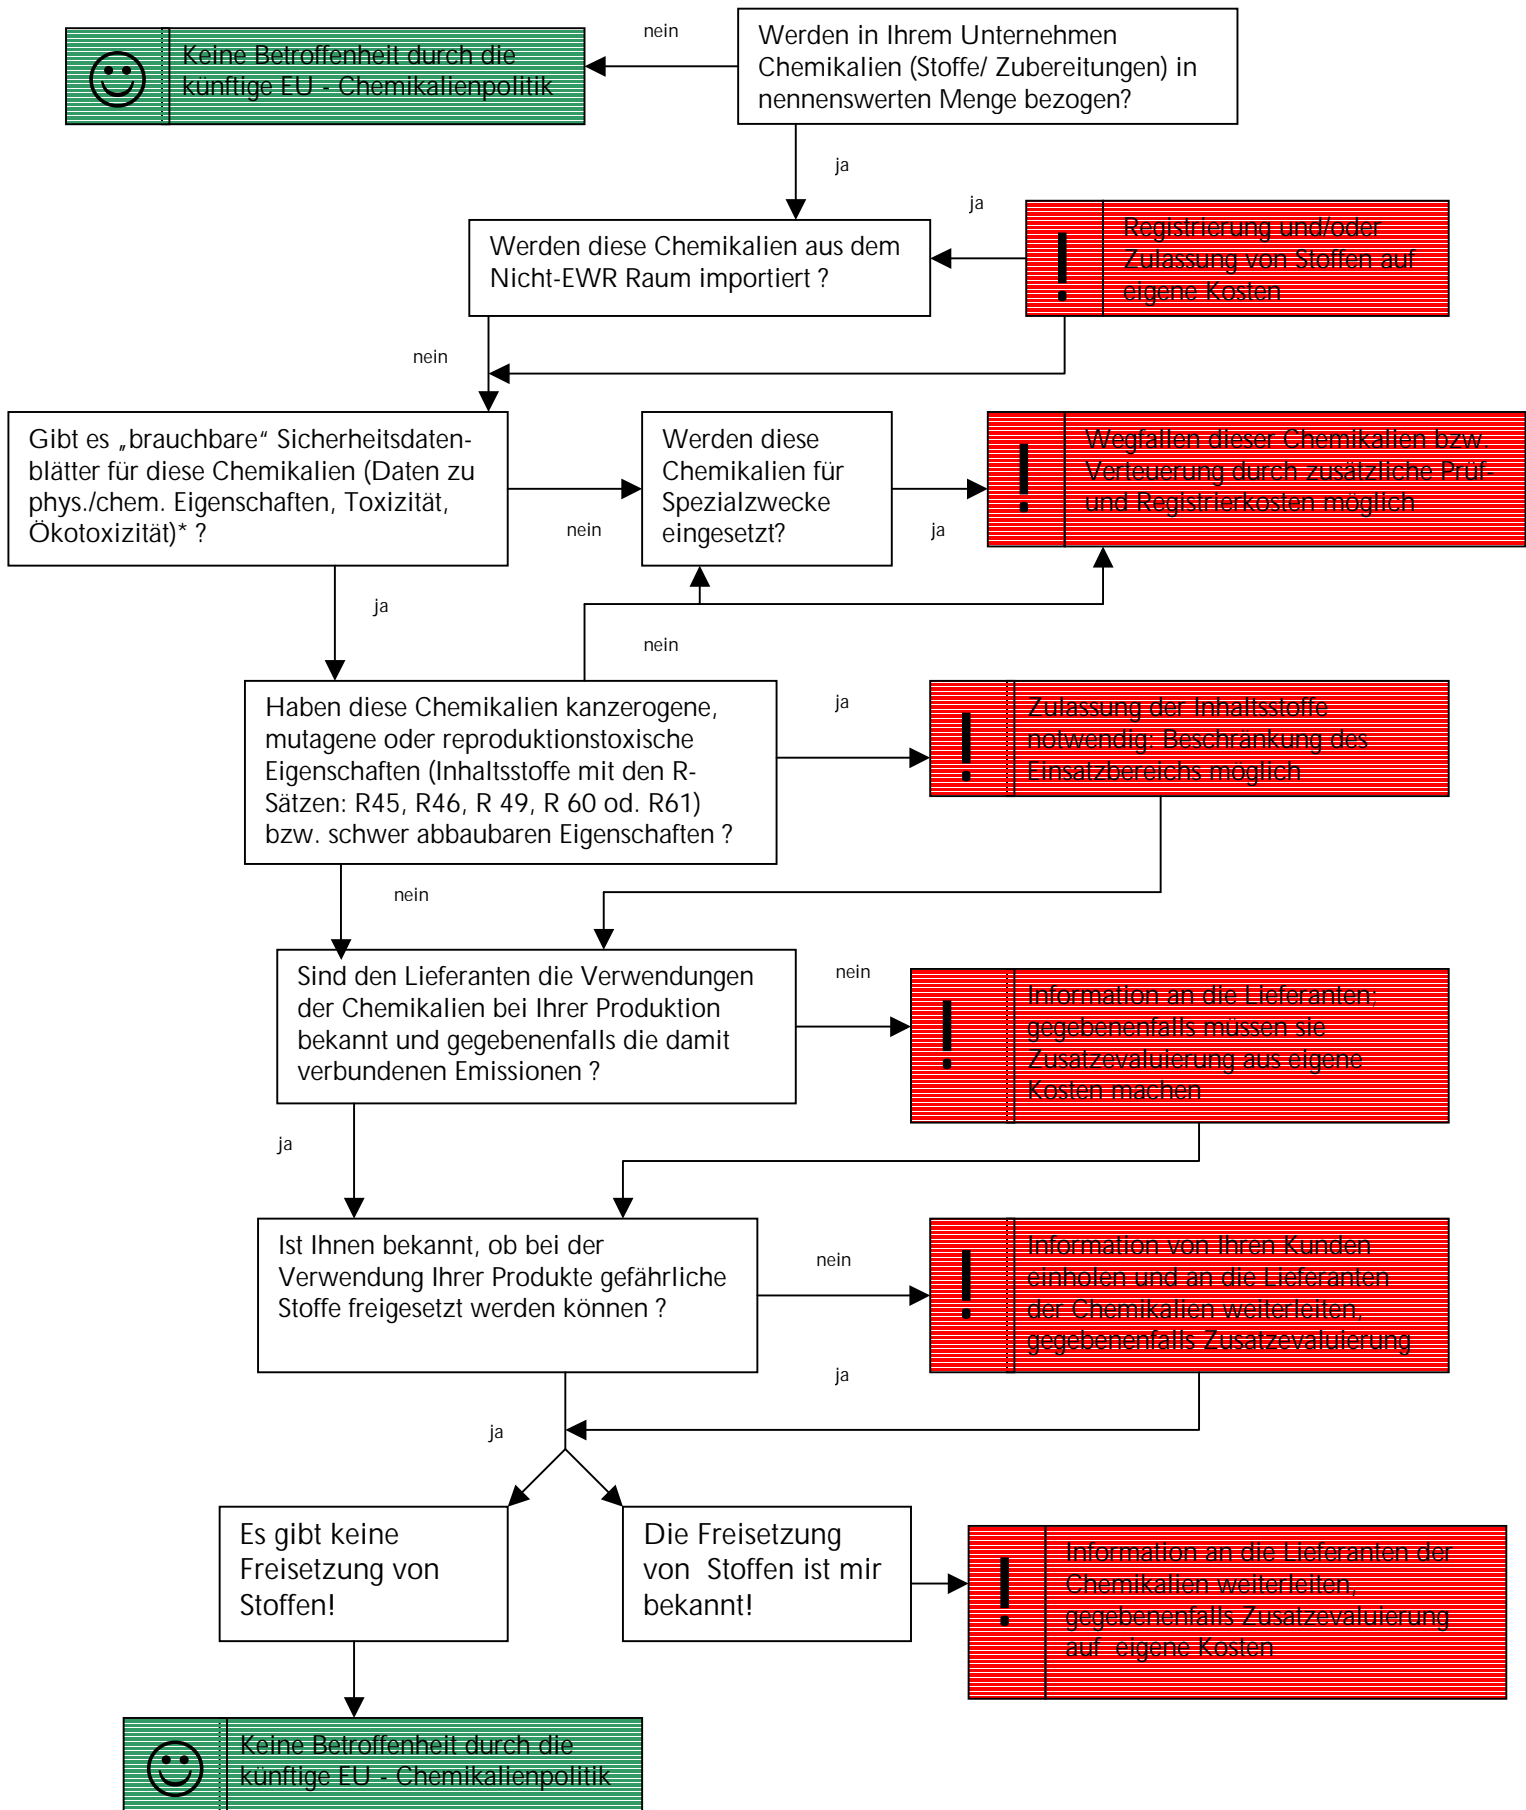 nein
Werden in Ihrem Unternehmen
Chemikalien (Stoffe/ Zubereitungen) in
nennenswerten Menge bezogen?
Keine Betroffenheit durch die
künftige EU - Chemikalienpolitik
ja
ja
Werden diese Chemikalien aus dem
Nicht-EWR Raum importiert ?
!
Registrierung und/oder
Zulassung von Stoffen auf
eigene Kosten
nein
Gibt es „brauchbare“ Sicherheitsdaten-
blätter für diese Chemikalien (Daten zu
phys./chem. Eigenschaften, Toxizität,
Ökotoxizität)* ?
nein
Werden diese
Chemikalien für
Spezialzwecke
eingesetzt?
ja
!
Wegfallen dieser Chemikalien bzw.
Verteuerung durch zusätzliche Prüf-
und Registrierkosten möglich
ja
nein
Haben diese Chemikalien kanzerogene,
mutagene oder reproduktionstoxische
Eigenschaften (Inhaltsstoffe mit den R-
Sätzen: R45, R46, R 49, R 60 od. R61)
bzw. schwer abbaubaren Eigenschaften ?
ja
!
Zulassung der Inhaltsstoffe
notwendig: Beschränkung des
Einsatzbereichs möglich
nein
Sind den Lieferanten die Verwendungen
der Chemikalien bei Ihrer Produktion
bekannt und gegebenenfalls die damit
verbundenen Emissionen ?
nein
!
Information an die Lieferanten;
gegebenenfalls müssen sie
Zusatzevaluierung aus eigene
Kosten machen
ja
Ist Ihnen bekannt, ob bei der
Verwendung Ihrer Produkte gefährliche
Stoffe freigesetzt werden können ?
nein
!
Information von Ihren Kunden
einholen und an die Lieferanten
der Chemikalien weiterleiten,
gegebenenfalls Zusatzevaluierung
ja
ja
Es gibt keine
Freisetzung von
Stoffen!
Die Freisetzung
von Stoffen ist mir
bekannt!
!
Information an die Lieferanten der
Chemikalien weiterleiten,
gegebenenfalls Zusatzevaluierung
auf eigene Kosten
Keine Betroffenheit durch die
künftige EU - Chemikalienpolitik